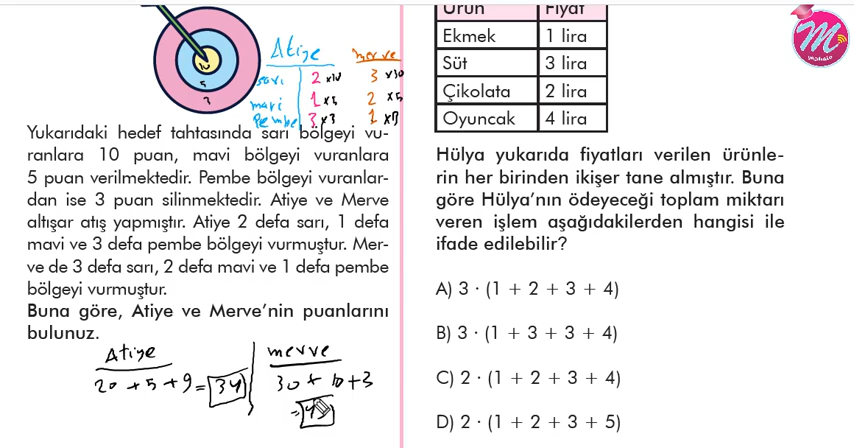 10
5
3
Atiye
merve
sarı 2 x10 3 x10
mavi 1 x5 2 x5
Pembe 3 x3 1 x3
Yukarıdaki hedef tahtasında sarı bölgeyi vu-
ranlara 10 puan, mavi bölgeyi vuranlara
5 puan verilmektedir. Pembe bölgeyi vuranlar-
dan ise 3 puan silinmektedir. Atiye ve Merve
altışar atış yapmıştır. Atiye 2 defa sarı, 1 defa
mavi ve 3 defa pembe bölgeyi vurmuştur. Mer-
ve de 3 defa sarı, 2 defa mavi ve 1 defa pembe
bölgeyi vurmuştur.
Buna göre, Atiye ve Merve’nin puanlarını
bulunuz.
Atiye
20 + 5 + 9 = 34
merve
30 + 10 + 3
= 43
Ürün Fiyat
Ekmek 1 lira
Süt 3 lira
Çikolata 2 lira
Oyuncak 4 lira
Hülya yukarıda fiyatları verilen ürünle-
rin her birinden ikişer tane almıştır. Buna
göre Hülya’nın ödeyeceği toplam miktarı
veren işlem aşağıdakilerden hangisi ile
ifade edilebilir?
A) 3 · (1 + 2 + 3 + 4)
B) 3 · (1 + 3 + 3 + 4)
C) 2 · (1 + 2 + 3 + 4)
D) 2 · (1 + 2 + 3 + 5)